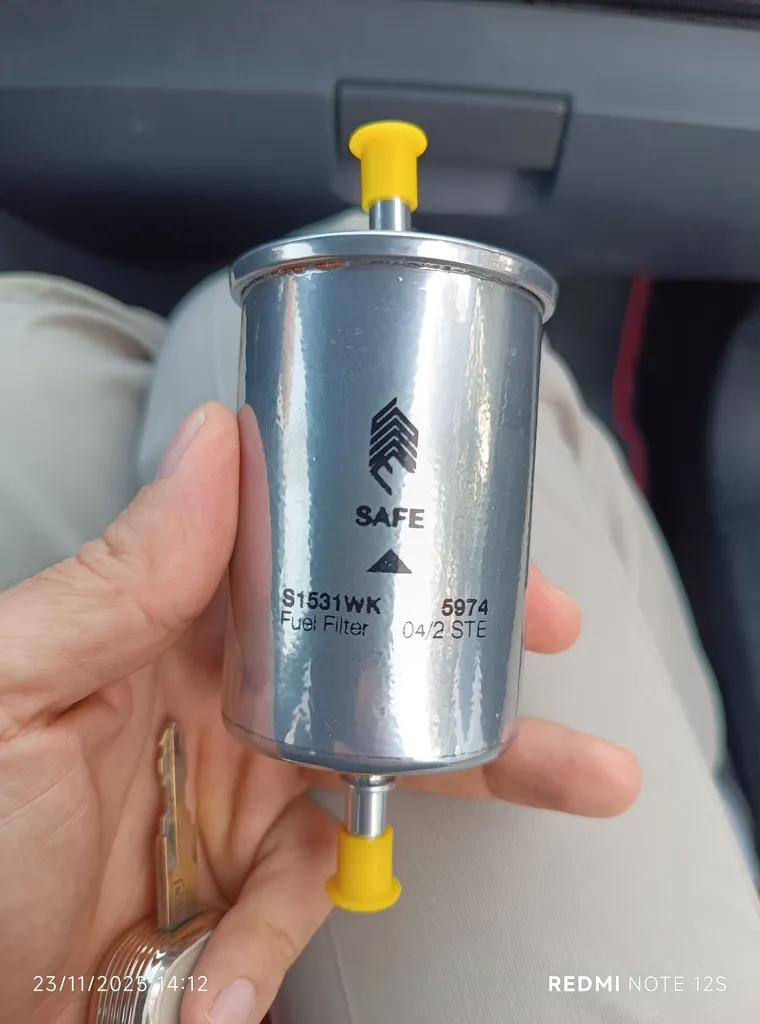 SAFE
S1531WK 5974
Fuel Filter 04/2 STE
23/11/2025 14:12 REDMI NOTE 12S